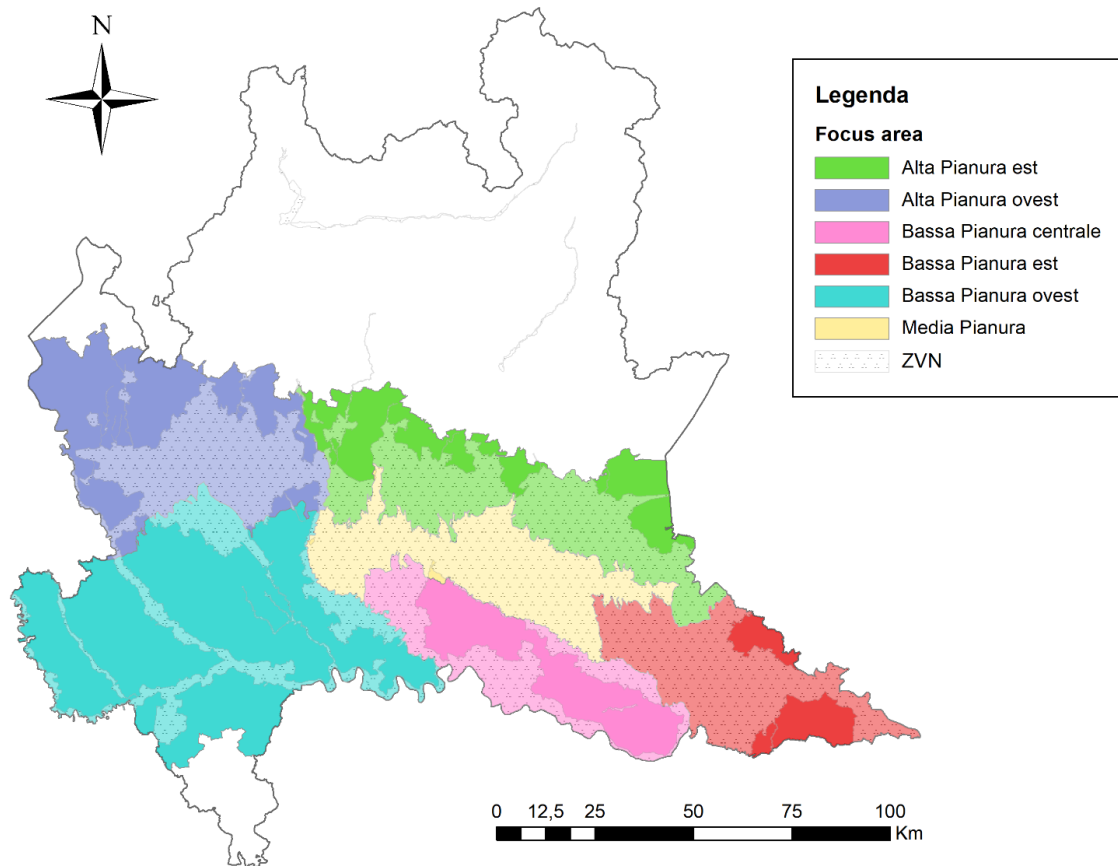 N
Legenda
Focus area
Alta Pianura est
Alta Pianura ovest
Bassa Pianura centrale
Bassa Pianura est
Bassa Pianura ovest
Media Pianura
ZVN
0 12,5 25 50 75 100
Km